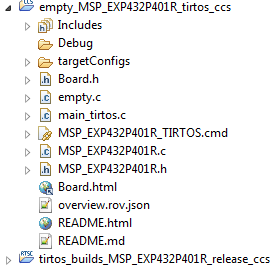 empty_MSP_EXP432P401R_tirtos_ccs
Includes
Debug
targetConfigs
Board.h
empty.c
main_tirtos.c
MSP_EXP432P401R_TIRTOS.cmd
MSP_EXP432P401R.c
MSP_EXP432P401R.h
Board.html
overview.rov.json
README.html
README.md
tirtos_builds_MSP_EXP432P401R_release_ccs